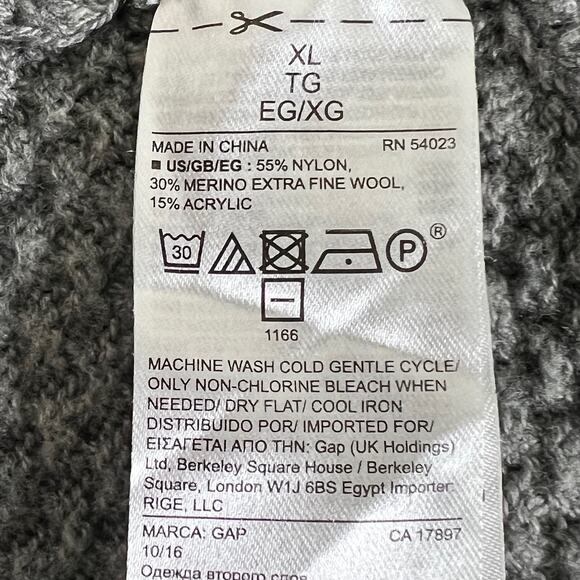 XL
TG
EG/XG
MADE IN CHINA RN 54023
■ US/GB/EG : 55% NYLON,
30% MERINO EXTRA FINE WOOL,
15% ACRYLIC
30 P ®
1166
MACHINE WASH COLD GENTLE CYCLE/
ONLY NON-CHLORINE BLEACH WHEN
NEEDED/ DRY FLAT/ COOL IRON
DISTRIBUIDO POR/ IMPORTED FOR/
ΕΙΣΑΓΕΤΑΙ ΑΠΟ ΤΗΝ: Gap (UK Holdings)
Ltd, Berkeley Square House / Berkeley
Square, London W1J 6BS Egypt Importer:
RIGE, LLC
MARCA: GAP CA 17897
10/16
Одежда второго слоя